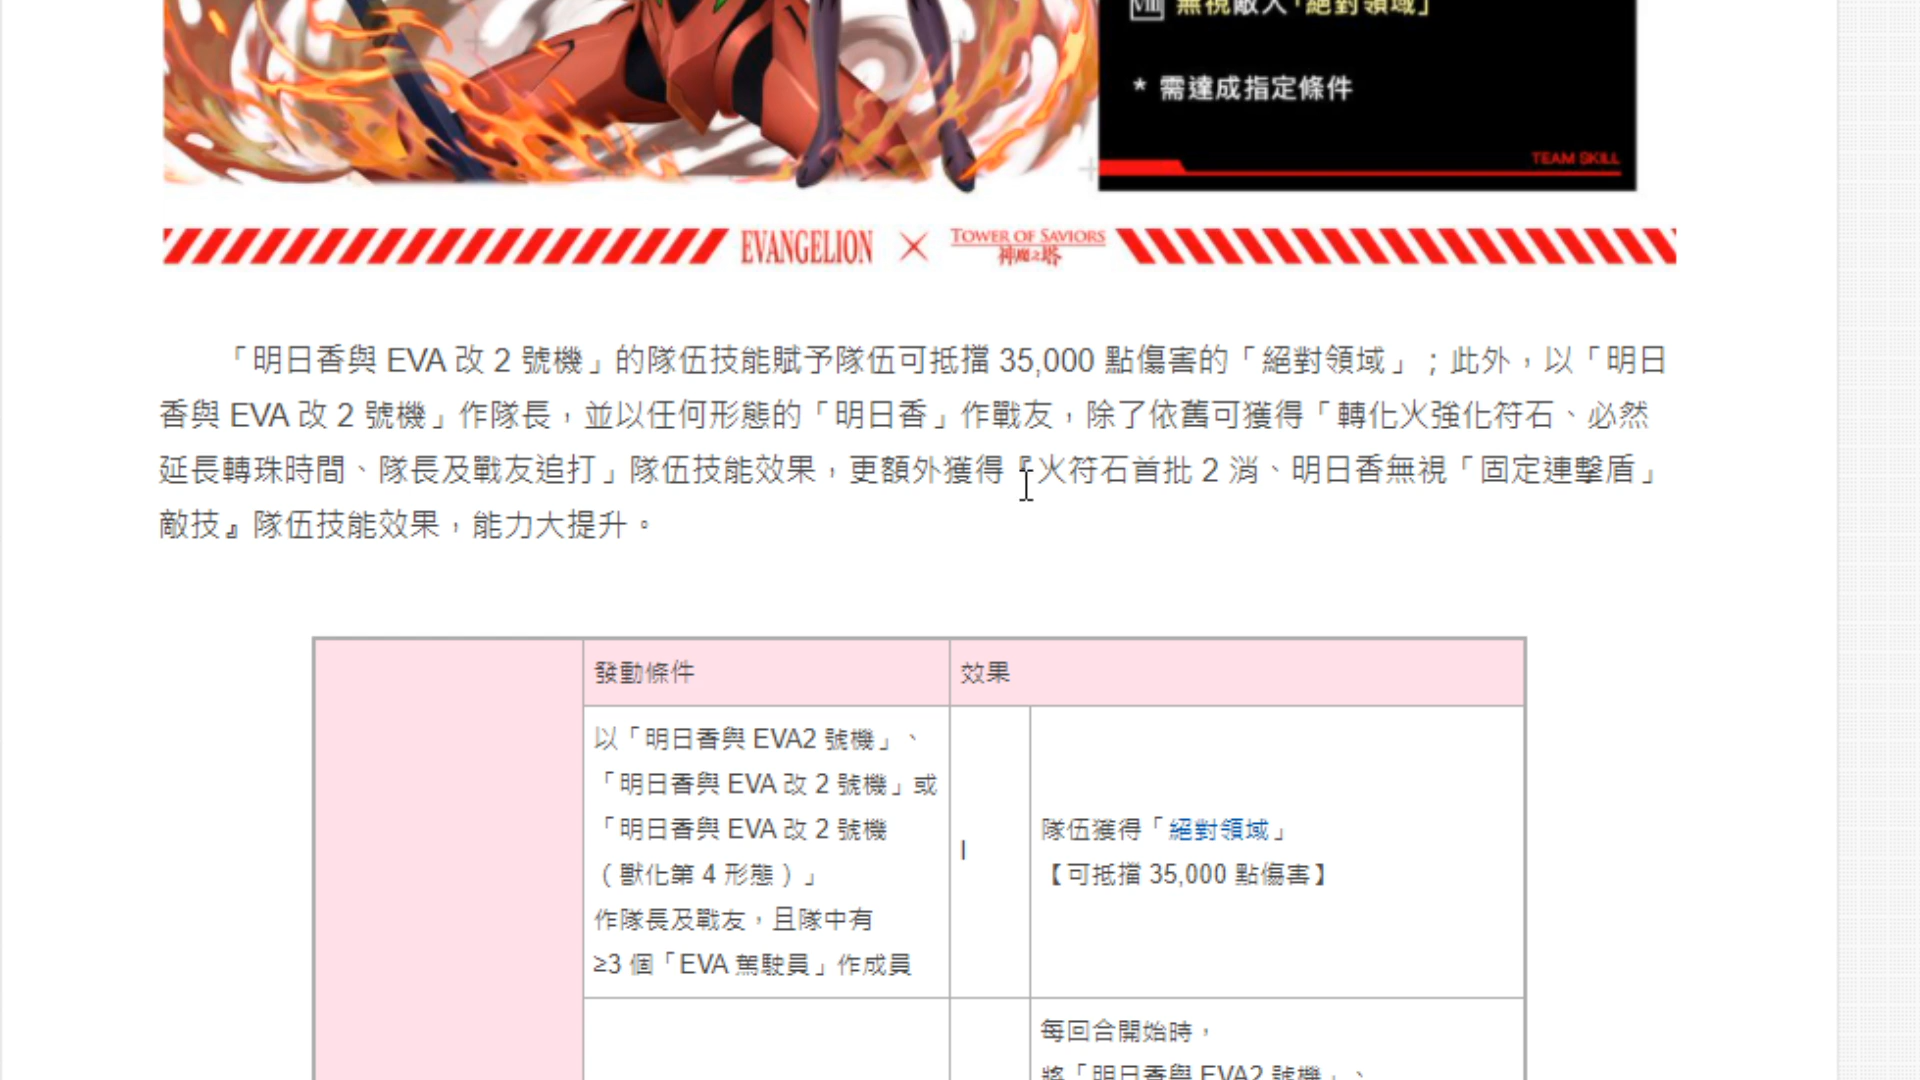 VIII 無視敵人「絕對領域」
* 需達成指定條件
TEAM SKILL
EVANGELION × TOWER OF SAVIORS 神魔之塔
「明日香與 EVA 改 2 號機」的隊伍技能賦予隊伍可抵擋 35,000 點傷害的「絕對領域」；此外，以「明日
香與 EVA 改 2 號機」作隊長，並以任何形態的「明日香」作戰友，除了依舊可獲得「轉化火強化符石、必然
延長轉珠時間、隊長及戰友追打」隊伍技能效果，更額外獲得『火符石首批 2 消、明日香無視「固定連擊盾」
敵技』隊伍技能效果，能力大提升。
發動條件
效果
以「明日香與 EVA2 號機」、
「明日香與 EVA 改 2 號機」或
「明日香與 EVA 改 2 號機
（獸化第 4 形態）」
作隊長及戰友，且隊中有
≥3 個「EVA 駕駛員」作成員
I
隊伍獲得「絕對領域」
【可抵擋 35,000 點傷害】
每回合開始時，
將「明日香與 EVA2 號機」、